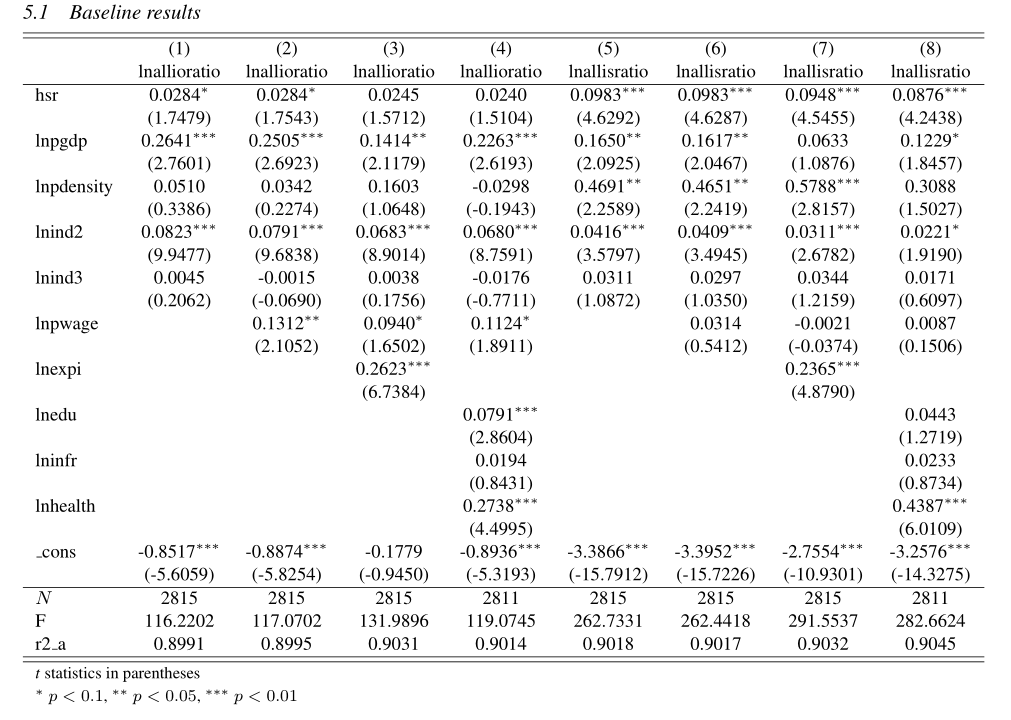 5.1 Baseline results
(1) (2) (3) (4) (5) (6) (7) (8)
lnallioratio lnallioratio lnallioratio lnallioratio lnallisratio lnallisratio lnallisratio lnallisratio
hsr 0.0284* 0.0284* 0.0245 0.0240 0.0983*** 0.0983*** 0.0948*** 0.0876***
(1.7479) (1.7543) (1.5712) (1.5104) (4.6292) (4.6287) (4.5455) (4.2438)
lnpgdp 0.2641*** 0.2505*** 0.1414** 0.2263*** 0.1650** 0.1617** 0.0633 0.1229*
(2.7601) (2.6923) (2.1179) (2.6193) (2.0925) (2.0467) (1.0876) (1.8457)
lnpdensity 0.0510 0.0342 0.1603 -0.0298 0.4691** 0.4651** 0.5788*** 0.3088
(0.3386) (0.2274) (1.0648) (-0.1943) (2.2589) (2.2419) (2.8157) (1.5027)
lnind2 0.0823*** 0.0791*** 0.0683*** 0.0680*** 0.0416*** 0.0409*** 0.0311*** 0.0221*
(9.9477) (9.6838) (8.9014) (8.7591) (3.5797) (3.4945) (2.6782) (1.9190)
lnind3 0.0045 -0.0015 0.0038 -0.0176 0.0311 0.0297 0.0344 0.0171
(0.2062) (-0.0690) (0.1756) (-0.7711) (1.0872) (1.0350) (1.2159) (0.6097)
lnpwage 0.1312** 0.0940* 0.1124* 0.0314 -0.0021 0.0087
(2.1052) (1.6502) (1.8911) (0.5412) (-0.0374) (0.1506)
lnexpi 0.2623*** 0.2365***
(6.7384) (4.8790)
lnedu 0.0791*** 0.0443
(2.8604) (1.2719)
lninfr 0.0194 0.0233
(0.8431) (0.8734)
lnhealth 0.2738*** 0.4387***
(4.4995) (6.0109)
_cons -0.8517*** -0.8874*** -0.1779 -0.8936*** -3.3866*** -3.3952*** -2.7554*** -3.2576***
(-5.6059) (-5.8254) (-0.9450) (-5.3193) (-15.7912) (-15.7226) (-10.9301) (-14.3275)
N 2815 2815 2815 2811 2815 2815 2815 2811
F 116.2202 117.0702 131.9896 119.0745 262.7331 262.4418 291.5537 282.6624
r2_a 0.8991 0.8995 0.9031 0.9014 0.9018 0.9017 0.9032 0.9045
t statistics in parentheses
* p < 0.1, ** p < 0.05, *** p < 0.01